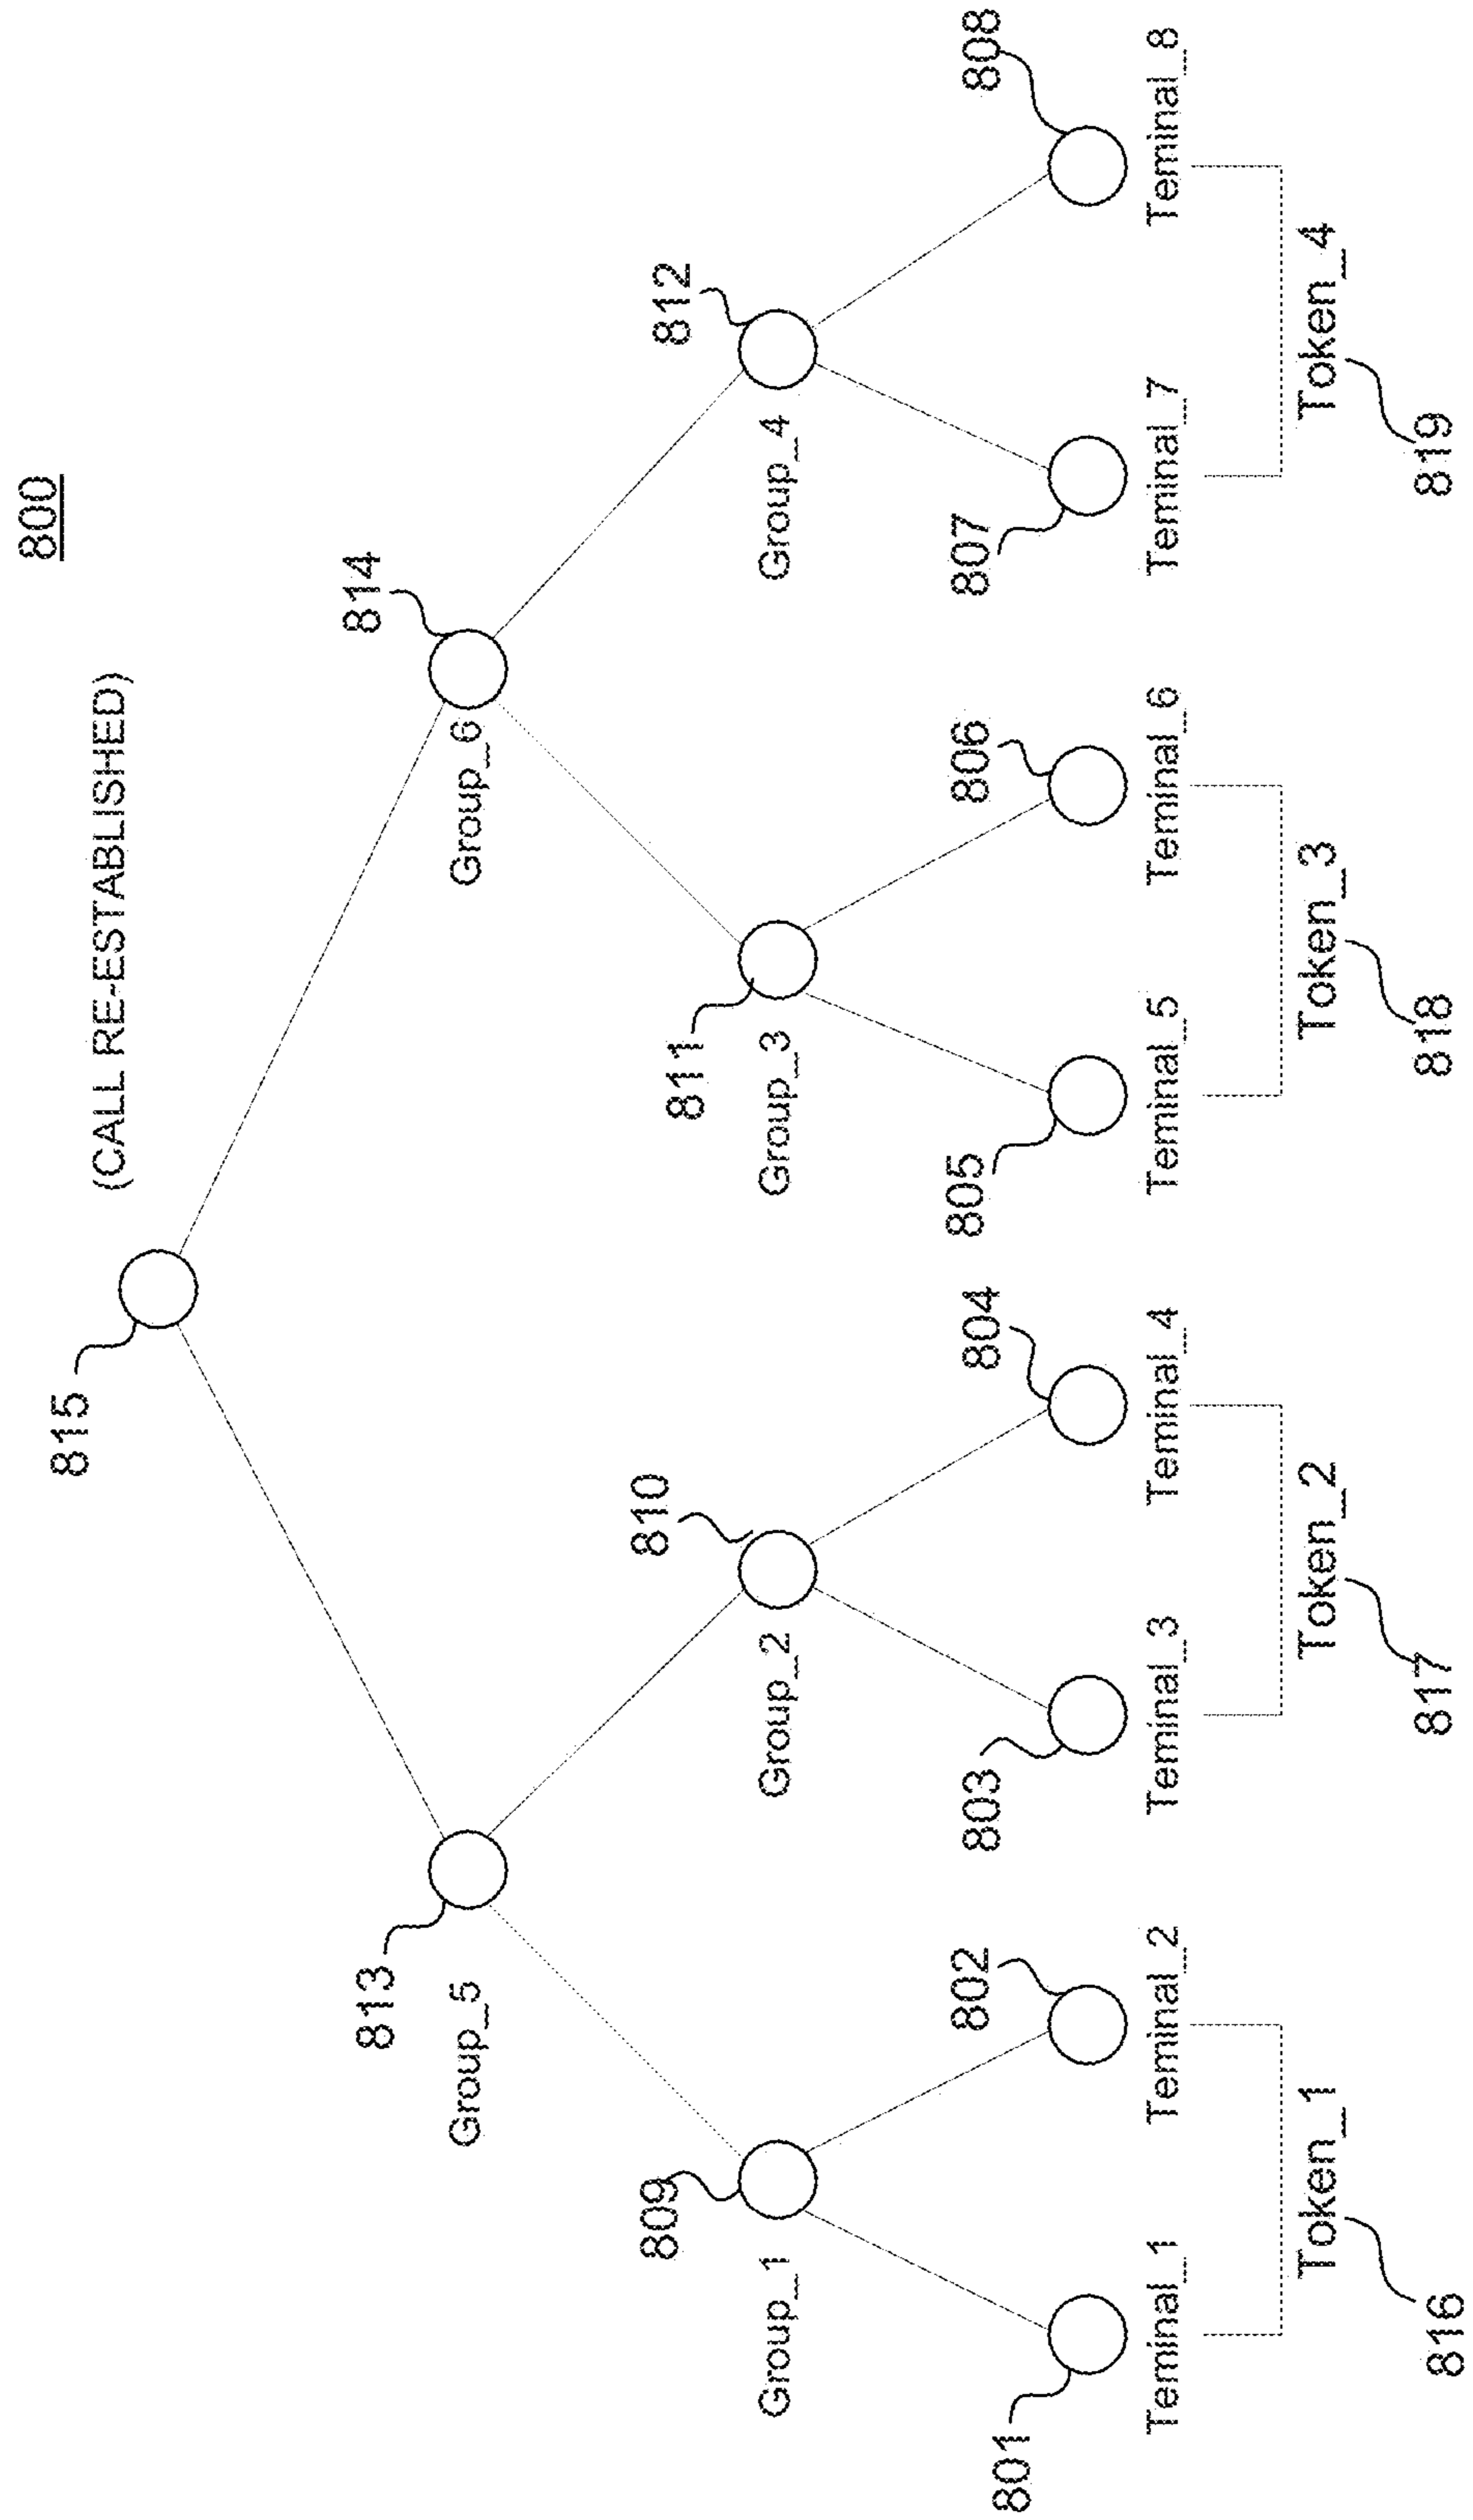 800
(CALL RE-ESTABLISHED)
815
814
Group_6
813
Group_5
812
Group_4
811
Group_3
810
Group_2
809
Group_1
801
802
803
804
805
806
807
808
Teminal_1
Teminal_2
Teminal_3
Teminal_4
Teminal_5
Teminal_6
Teminal_7
Teminal_8
Token_1
Token_2
Token_3
Token_4
816
817
818
819